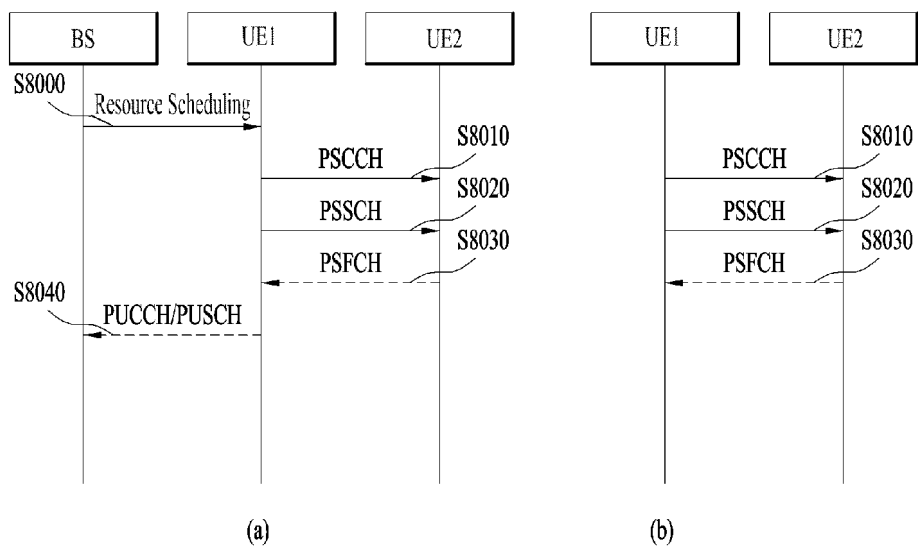 BS UE1 UE2
S8000
Resource Scheduling
S8010
PSCCH
S8020
PSSCH
S8030
PSFCH
S8040
PUCCH/PUSCH
(a)
UE1 UE2
S8010
PSCCH
S8020
PSSCH
S8030
PSFCH
(b)